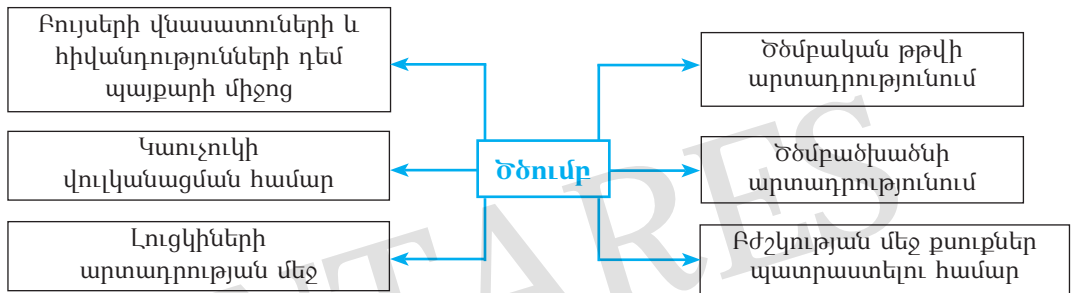 Բույսերի վնասատուների և
հիվանդությունների դեմ
պայքարի միջոց
Կաուչուկի
վուլկանացման համար
Լուցկիների
արտադրության մեջ
Ծծումբ
Ծծմբական թթվի
արտադրությունում
Ծծմբածխածնի
արտադրությունում
Բժշկության մեջ քսուքներ
պատրաստելու համար